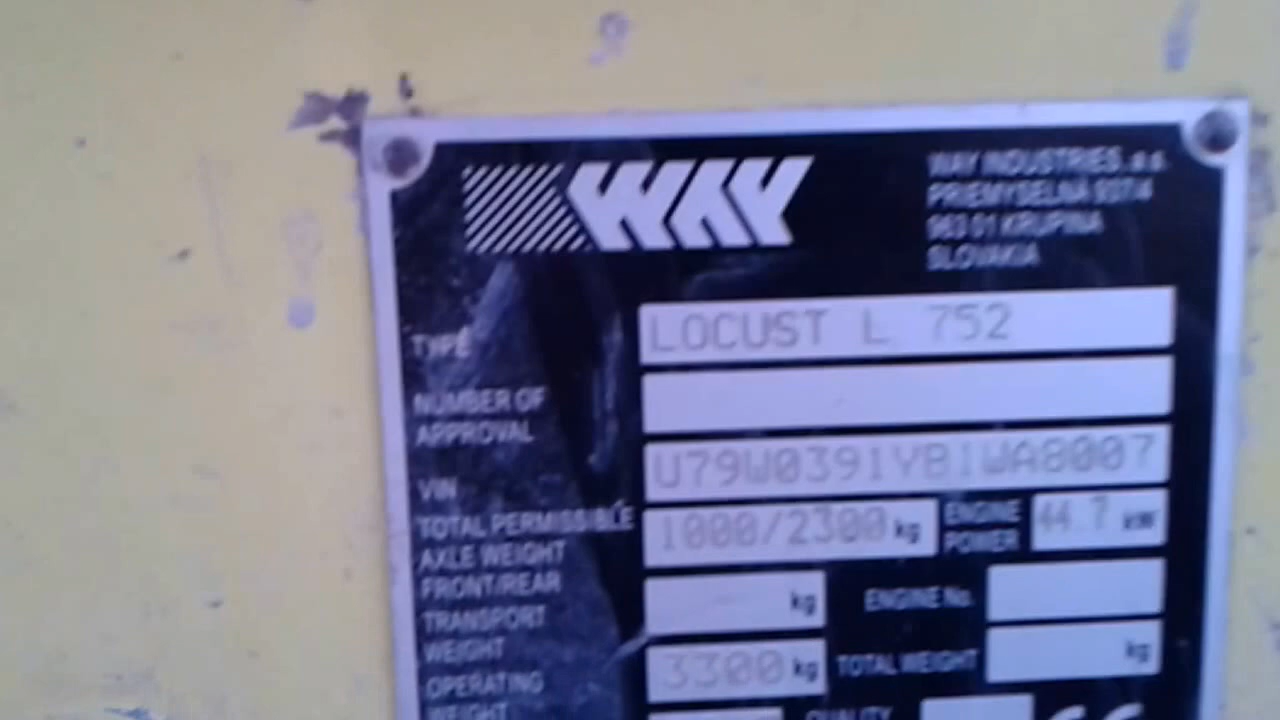 WAY
WAY INDUSTRIES, a.s.
PRIEMYSELNÁ 937/4
963 01 KRUPINA
SLOVAKIA
TYPE LOCUST L 752
NUMBER OF
APPROVAL
VIN U79W0391YB1WA8007
TOTAL PERMISSIBLE
AXLE WEIGHT
FRONT/REAR 1000/2300 kg
ENGINE
POWER 44.7 kW
TRANSPORT
WEIGHT kg
ENGINE No.
OPERATING
WEIGHT 3300 kg
TOTAL WEIGHT kg
QUALITY